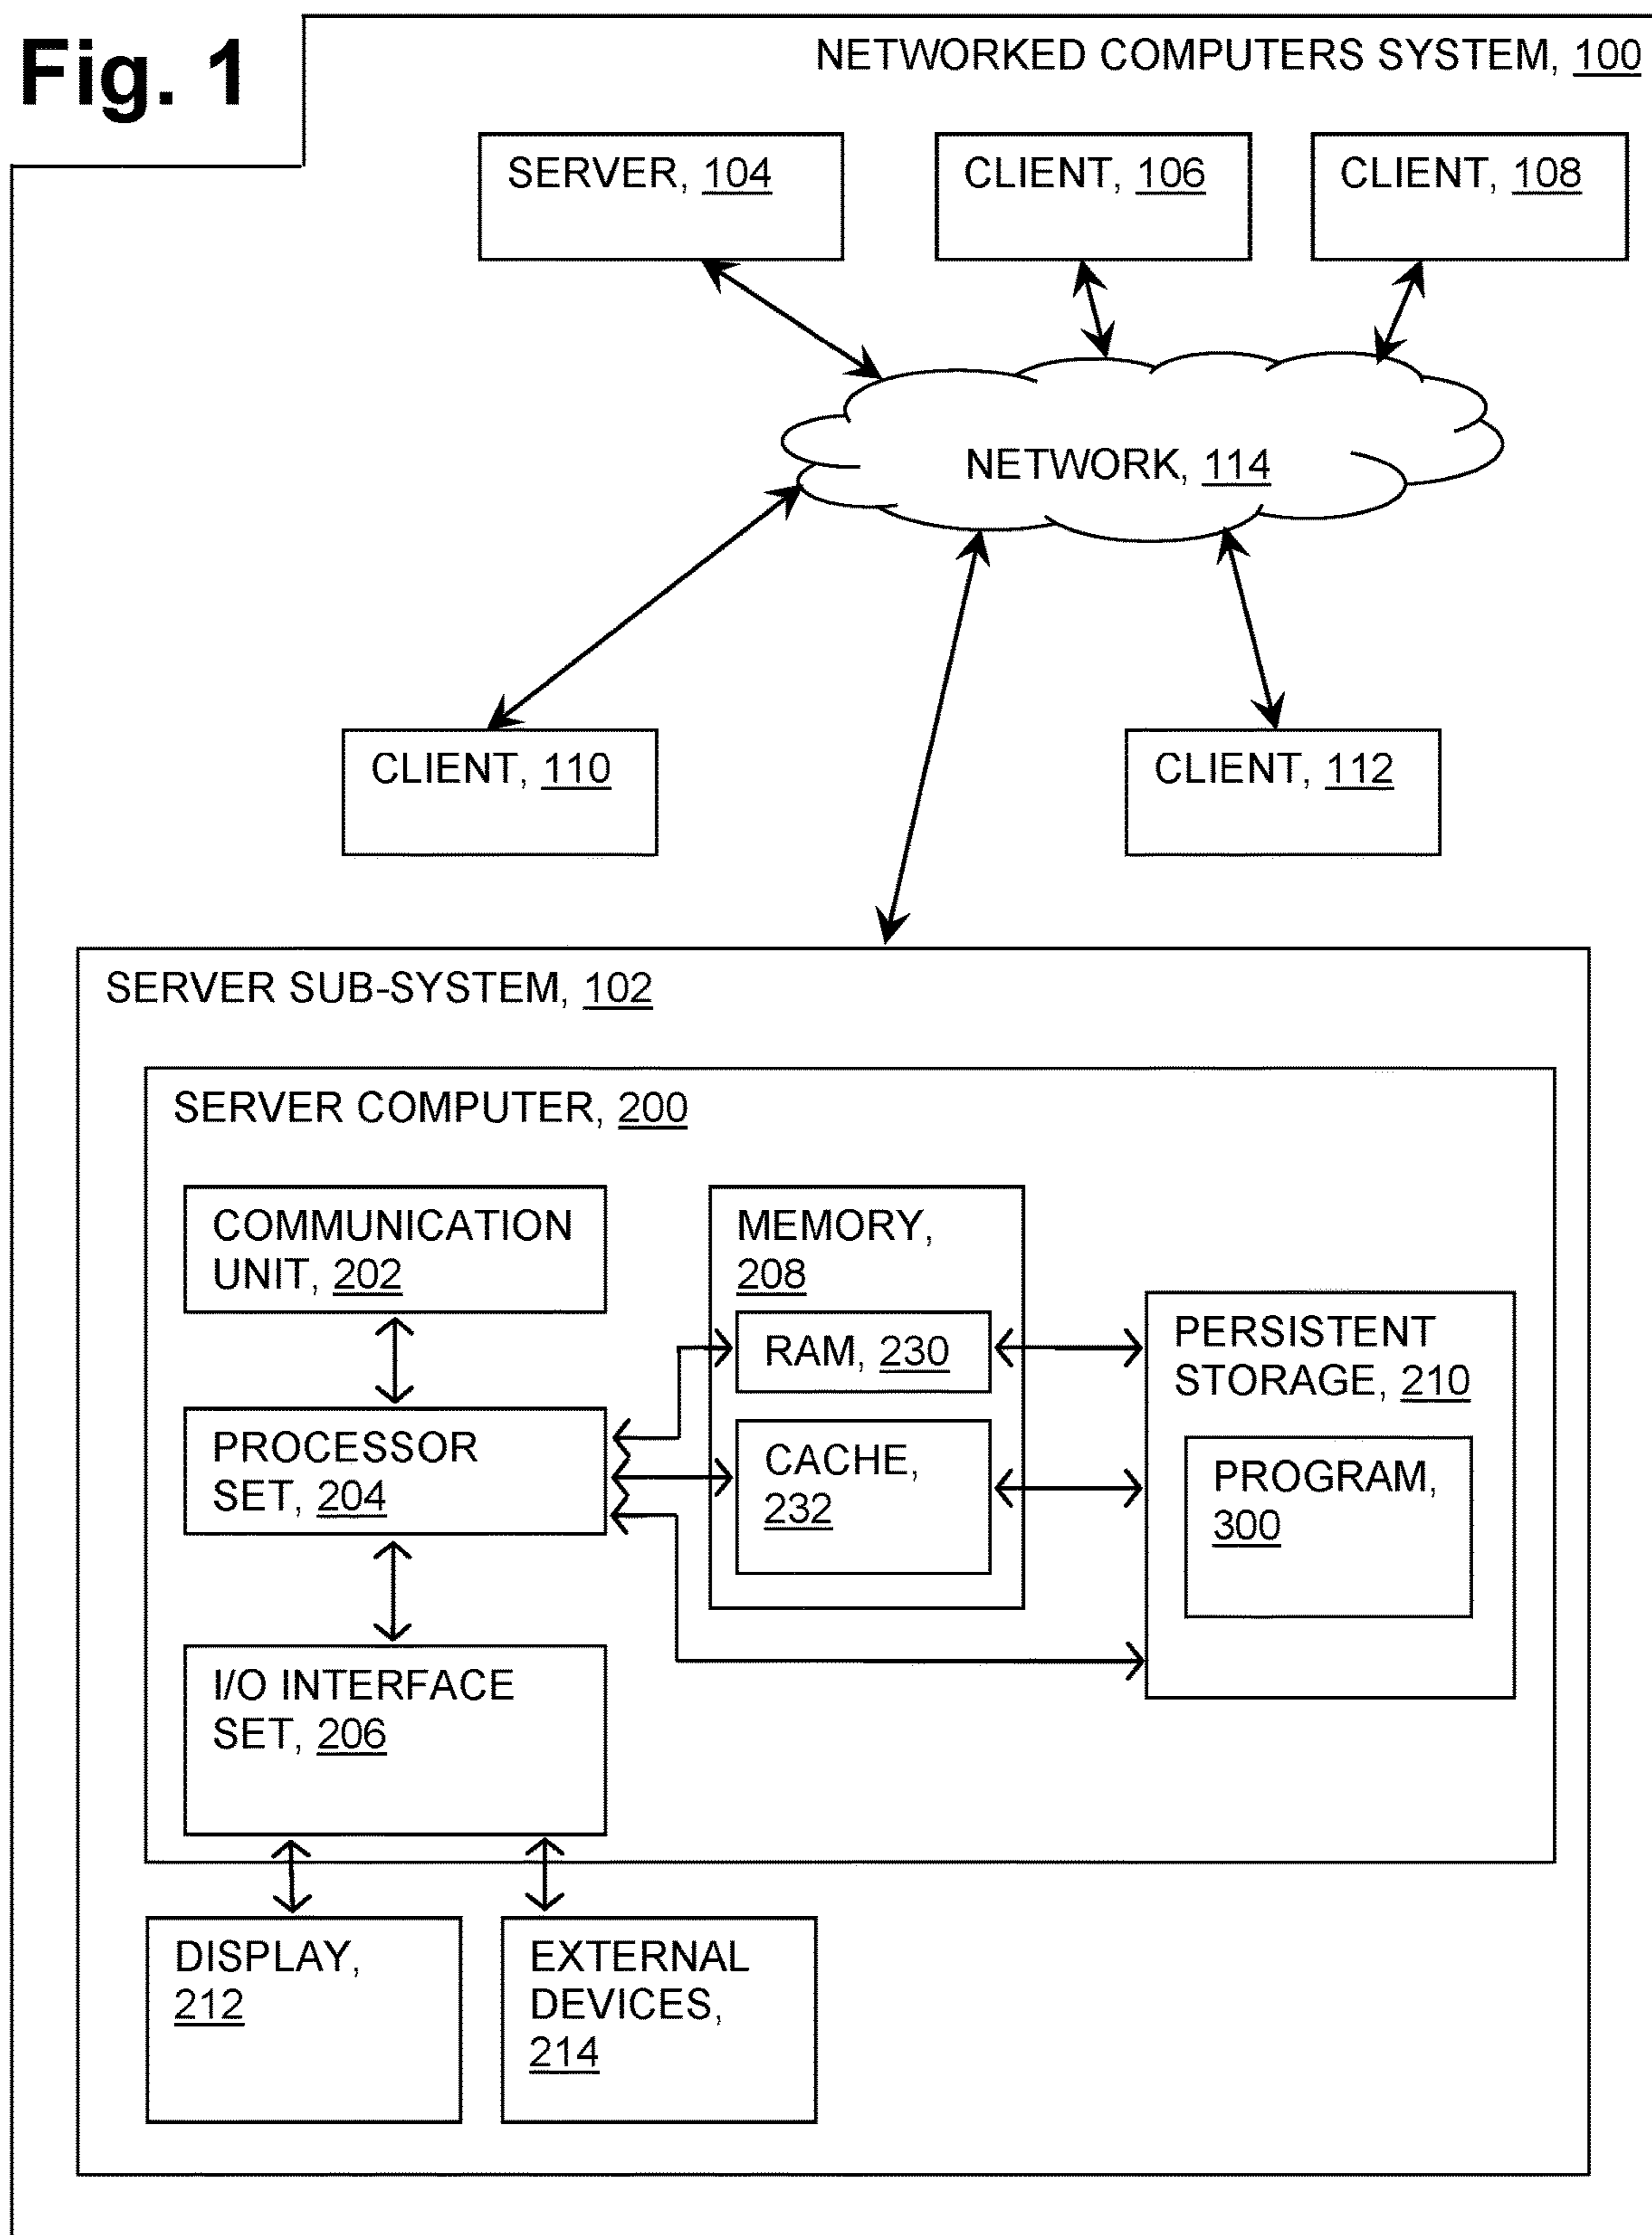 Fig. 1
NETWORKED COMPUTERS SYSTEM, 100
SERVER, 104
CLIENT, 106
CLIENT, 108
NETWORK, 114
CLIENT, 110
CLIENT, 112
SERVER SUB-SYSTEM, 102
SERVER COMPUTER, 200
COMMUNICATION
UNIT, 202
MEMORY,
208
RAM, 230
PERSISTENT
STORAGE, 210
PROCESSOR
SET, 204
CACHE,
232
PROGRAM,
300
I/O INTERFACE
SET, 206
DISPLAY,
212
EXTERNAL
DEVICES,
214